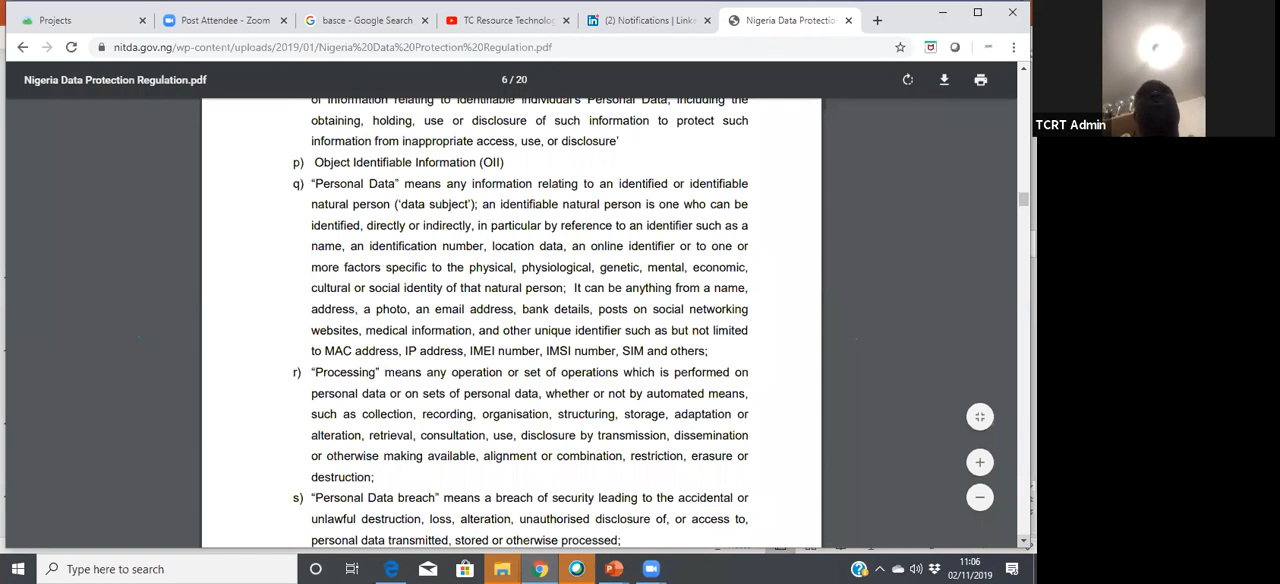 Projects
Post Attendee - Zoom
basce - Google Search
TC Resource Technolog
(2) Notifications | Linke
Nigeria Data Protectio
nitda.gov.ng/wp-content/uploads/2019/01/Nigeria%20Data%20Protection%20Regulation.pdf
Nigeria Data Protection Regulation.pdf
6 / 20
of information relating to identifiable individual's Personal Data, including the
obtaining, holding, use or disclosure of such information to protect such
information from inappropriate access, use, or disclosure'
p) Object Identifiable Information (OII)
q) “Personal Data” means any information relating to an identified or identifiable
natural person (‘data subject’); an identifiable natural person is one who can be
identified, directly or indirectly, in particular by reference to an identifier such as a
name, an identification number, location data, an online identifier or to one or
more factors specific to the physical, physiological, genetic, mental, economic,
cultural or social identity of that natural person; It can be anything from a name,
address, a photo, an email address, bank details, posts on social networking
websites, medical information, and other unique identifier such as but not limited
to MAC address, IP address, IMEI number, IMSI number, SIM and others;
r) “Processing” means any operation or set of operations which is performed on
personal data or on sets of personal data, whether or not by automated means,
such as collection, recording, organisation, structuring, storage, adaptation or
alteration, retrieval, consultation, use, disclosure by transmission, dissemination
or otherwise making available, alignment or combination, restriction, erasure or
destruction;
s) “Personal Data breach” means a breach of security leading to the accidental or
unlawful destruction, loss, alteration, unauthorised disclosure of, or access to,
personal data transmitted, stored or otherwise processed;
TCRT Admin
Type here to search
11:06
02/11/2019